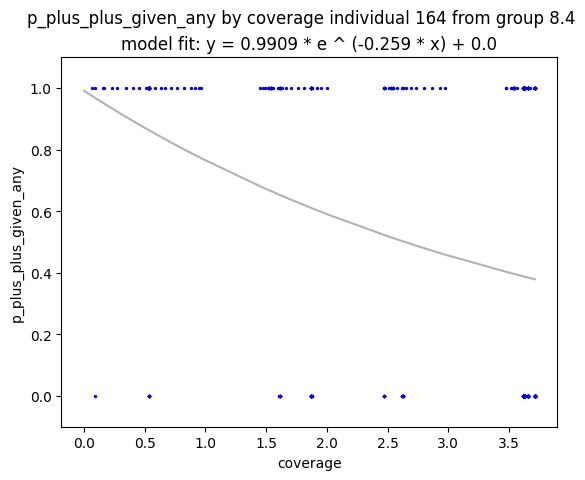 p_plus_plus_given_any by coverage individual 164 from group 8.4
model fit: y = 0.9909 * e ^ (-0.259 * x) + 0.0
1.0
0.8
0.6
0.4
0.2
0.0
p_plus_plus_given_any
0.0 0.5 1.0 1.5 2.0 2.5 3.0 3.5
coverage